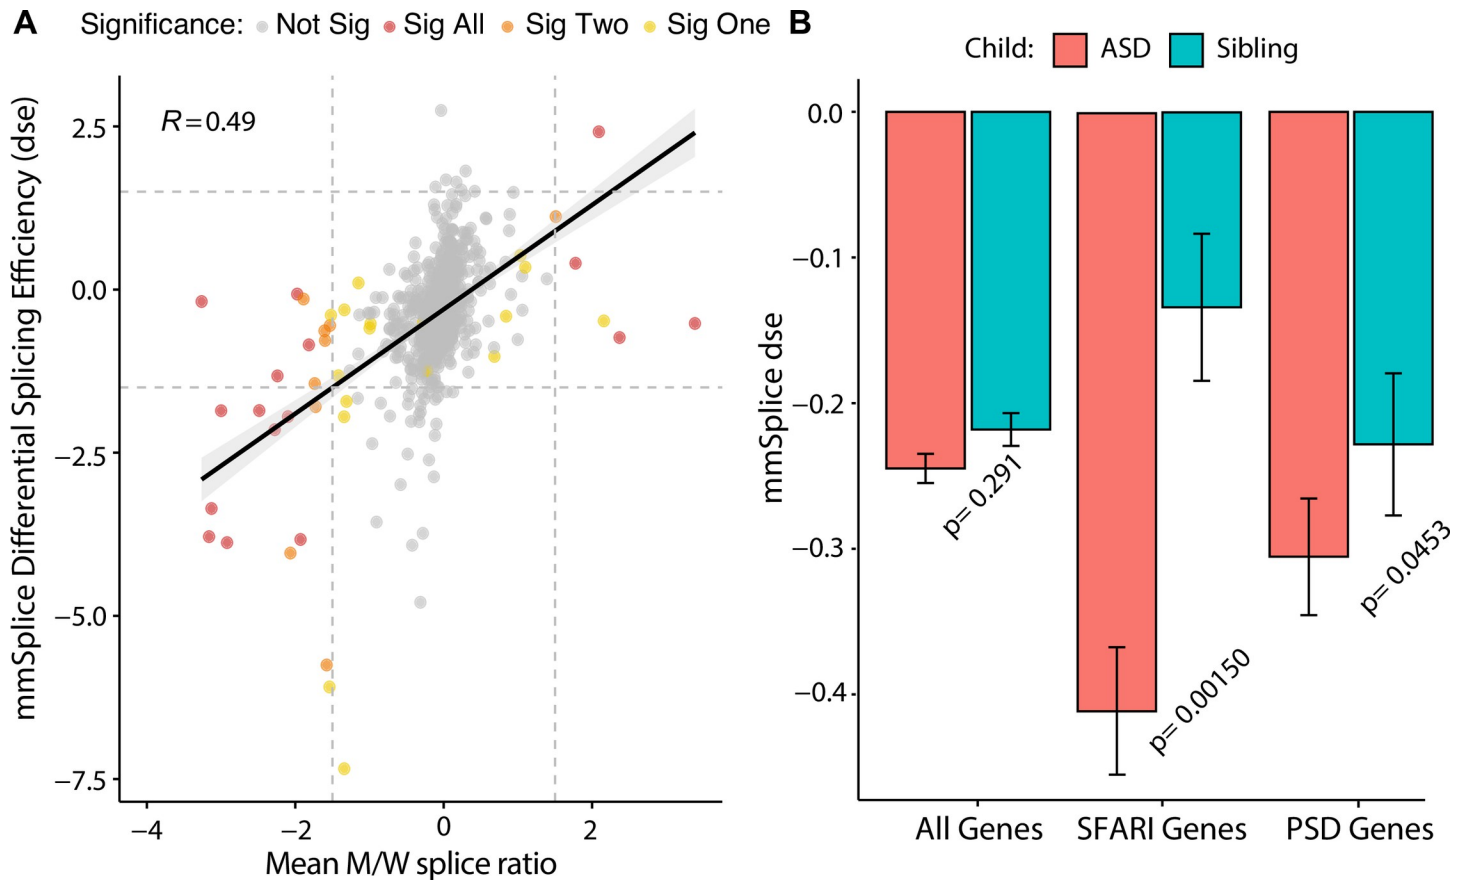 A
Significance: Not Sig Sig All Sig Two Sig One
R=0.49
mmSplice Differential Splicing Efficiency (dse)
2.5
0.0
−2.5
−5.0
−7.5
−4 −2 0 2
Mean M/W splice ratio
B
Child: ASD Sibling
mmSplice dse
0.0
−0.1
−0.2
−0.3
−0.4
p= 0.291
p= 0.00150
p= 0.0453
All Genes SFARI Genes PSD Genes